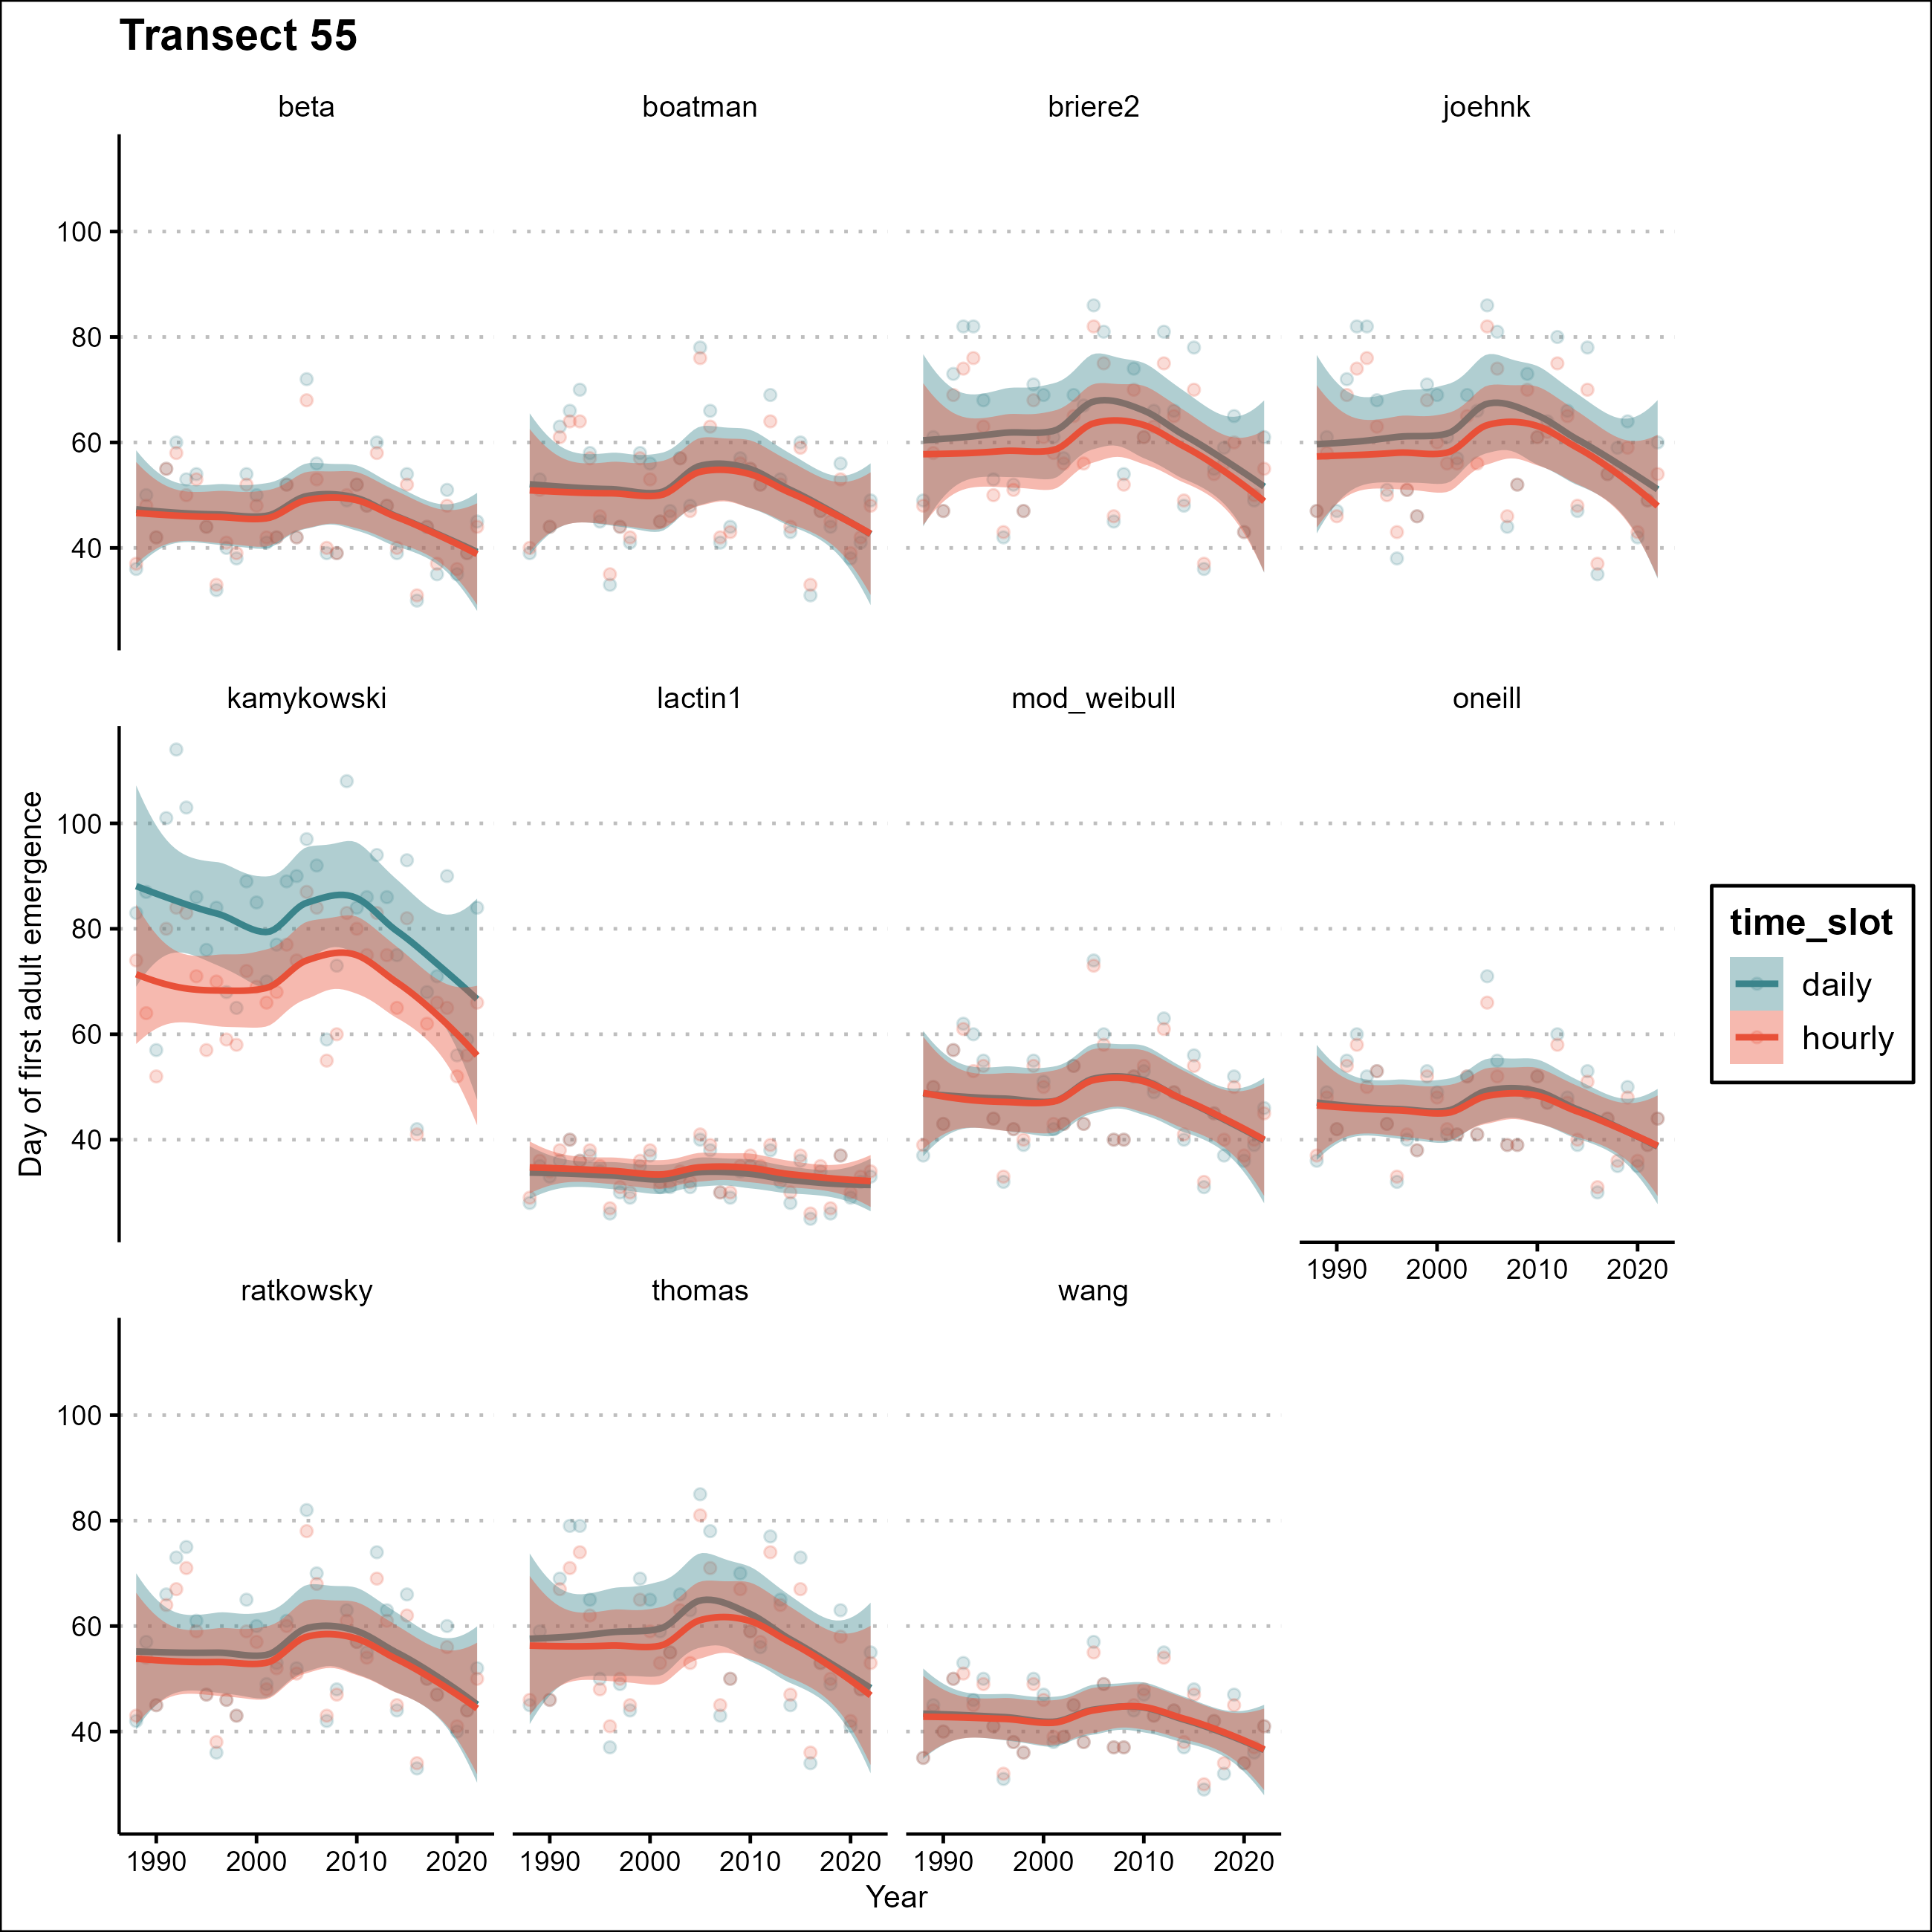 Transect 55
beta boatman briere2 joehnk
100
80
60
40
kamykowski lactin1 mod_weibull oneill
Day of first adult emergence
100
80
60
40
1990 2000 2010 2020
time_slot
daily
hourly
ratkowsky thomas wang
100
80
60
40
1990 2000 2010 2020 1990 2000 2010 2020 1990 2000 2010 2020
Year